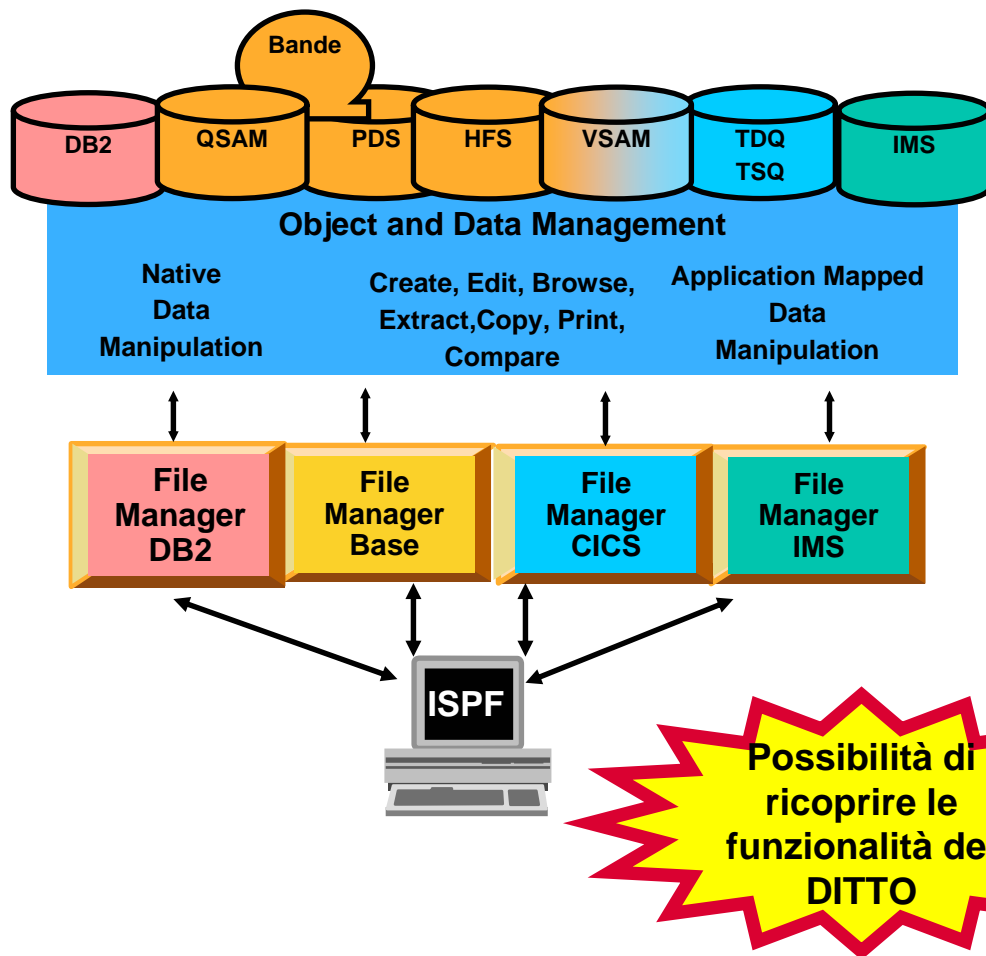 Bande
DB2
QSAM
PDS
HFS
VSAM
TDQ
TSQ
IMS
Object and Data Management
Native
Data
Manipulation
Create, Edit, Browse,
Extract,Copy, Print,
Compare
Application Mapped
Data
Manipulation
File
Manager
DB2
File
Manager
Base
File
Manager
CICS
File
Manager
IMS
ISPF
Possibilità di
ricoprire le
funzionalità de
DITTO